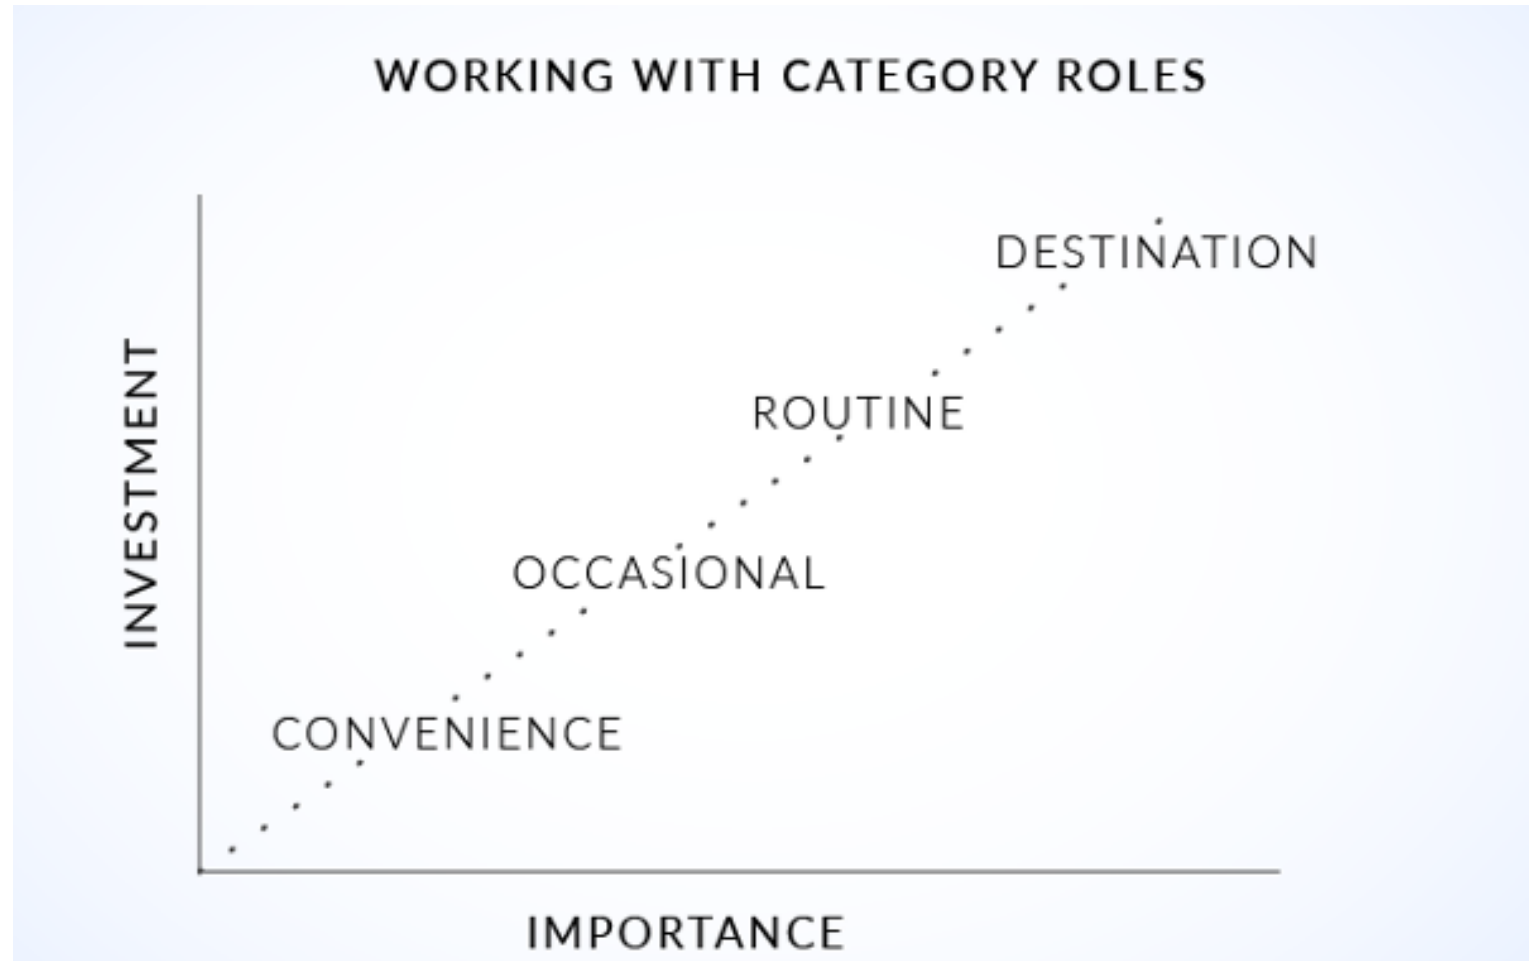 WORKING WITH CATEGORY ROLES
DESTINATION
ROUTINE
OCCASIONAL
CONVENIENCE
INVESTMENT
IMPORTANCE